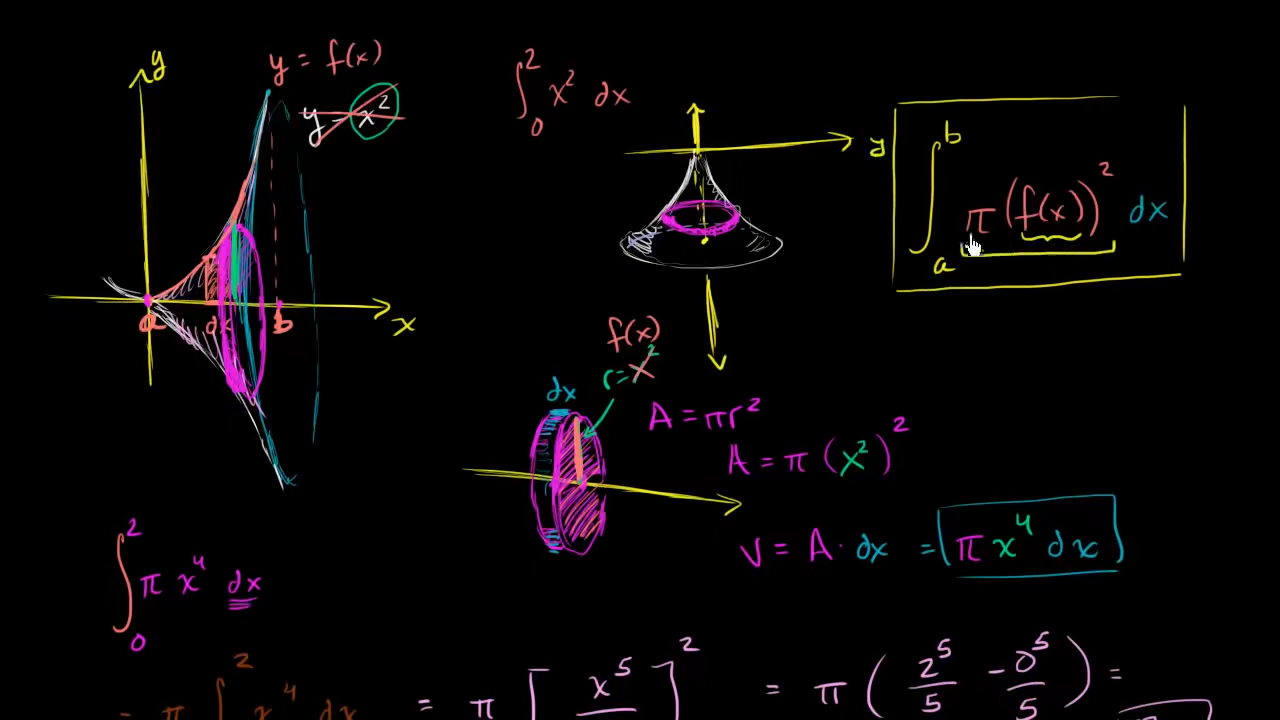 y
y = f(x)
y = x²
a
dx
b
x
∫₀² x² dx
y
∫ₐᵇ π (f(x))² dx
f(x)
r = x²
dx
A = πr²
A = π (x²)²
V = A · dx = π x⁴ dx
∫₀² π x⁴ dx
= π ∫² x⁴ dx = π [ x⁵ ]² = π ( 2⁵/5 - 0⁵/5 ) =